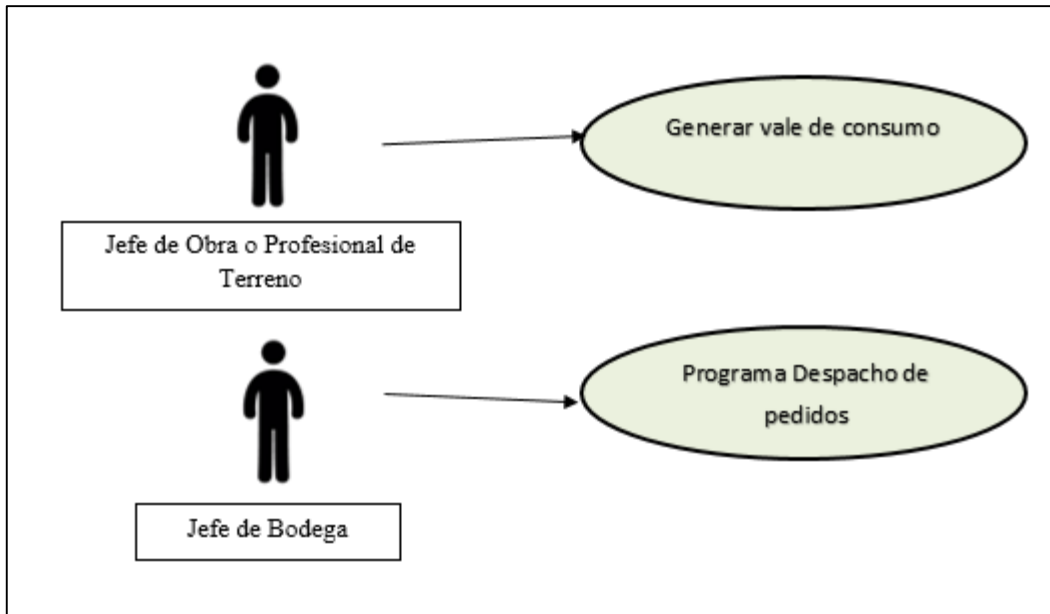 Generar vale de consumo
Jefe de Obra o Profesional de
Terreno
Programa Despacho de
pedidos
Jefe de Bodega